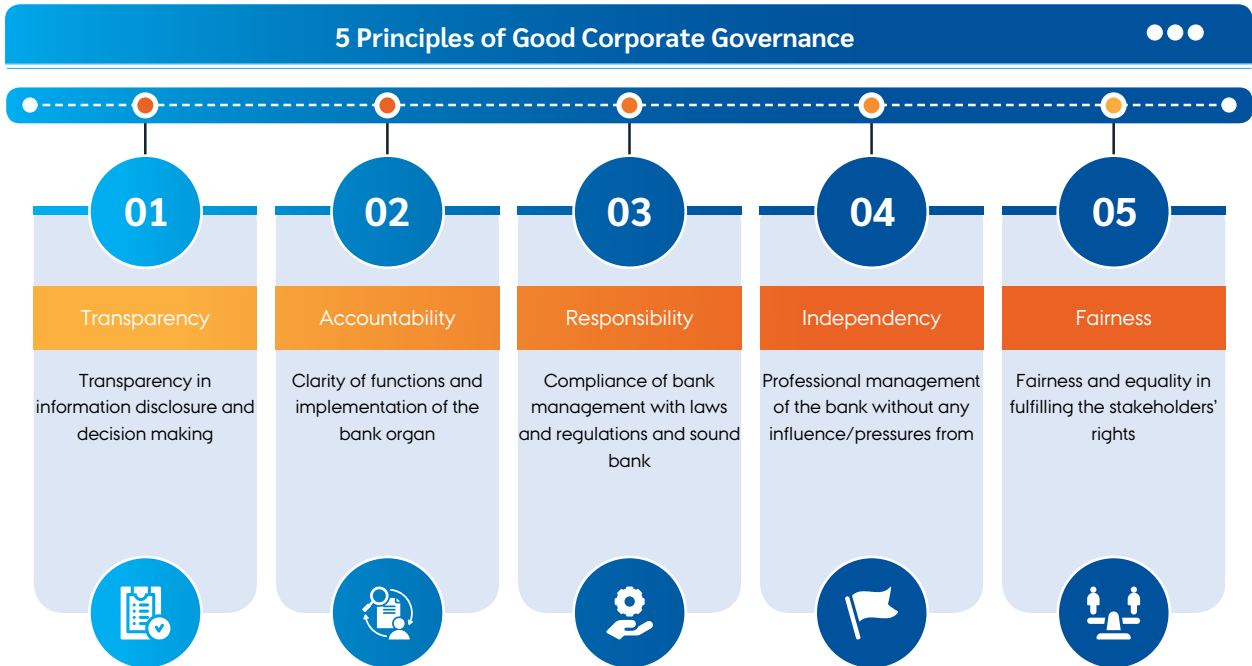 5 Principles of Good Corporate Governance
01
02
03
04
05
Transparency
Accountability
Responsibility
Independency
Fairness
Transparency in
information disclosure and
decision making
Clarity of functions and
implementation of the
bank organ
Compliance of bank
management with laws
and regulations and sound
bank
Professional management
of the bank without any
influence/pressures from
Fairness and equality in
fulfilling the stakeholders'
rights